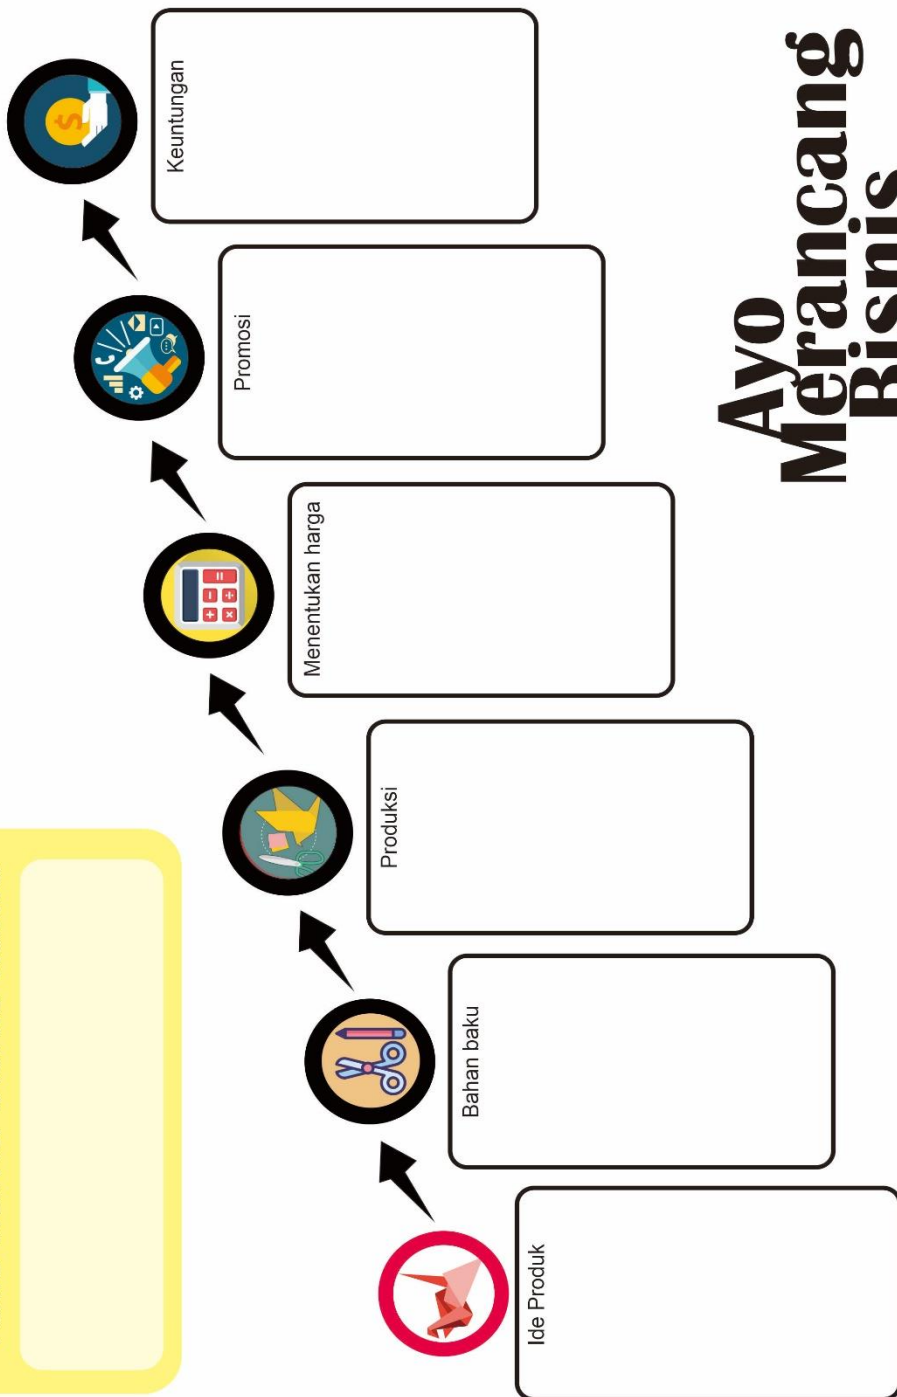 Ide Produk
Bahan baku
Produksi
Menentukan harga
Promosi
Keuntungan
Ayo
Merancang
Bisnis